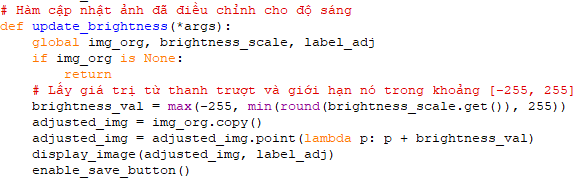 # Hàm cập nhật ảnh đã điều chỉnh cho độ sáng
def update_brightness(*args):
    global img_org, brightness_scale, label_adj
    if img_org is None:
        return
    # Lấy giá trị từ thanh trượt và giới hạn nó trong khoảng [-255, 255]
    brightness_val = max(-255, min(round(brightness_scale.get()), 255))
    adjusted_img = img_org.copy()
    adjusted_img = adjusted_img.point(lambda p: p + brightness_val)
    display_image(adjusted_img, label_adj)
    enable_save_button()